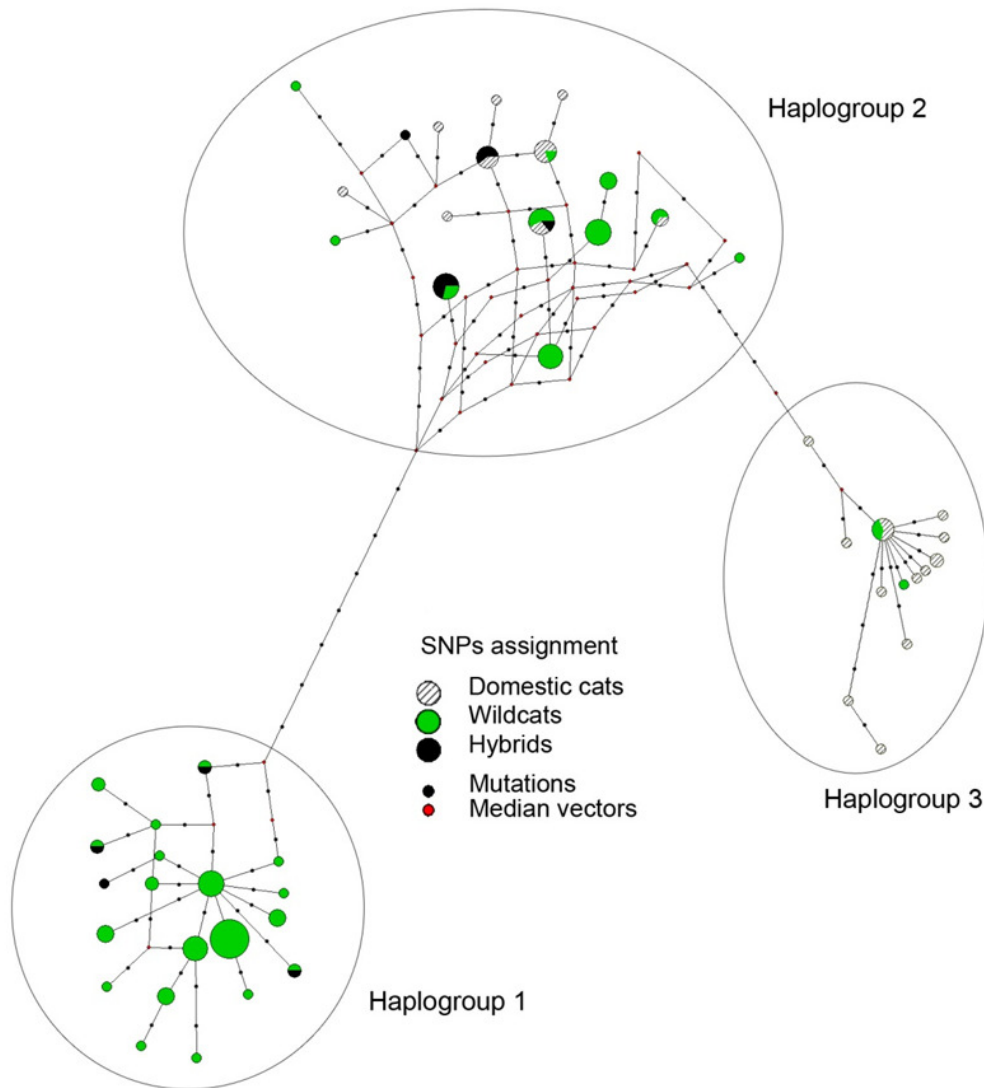 Haplogroup 2
SNPs assignment
Domestic cats
Wildcats
Hybrids
Mutations
Median vectors
Haplogroup 3
Haplogroup 1